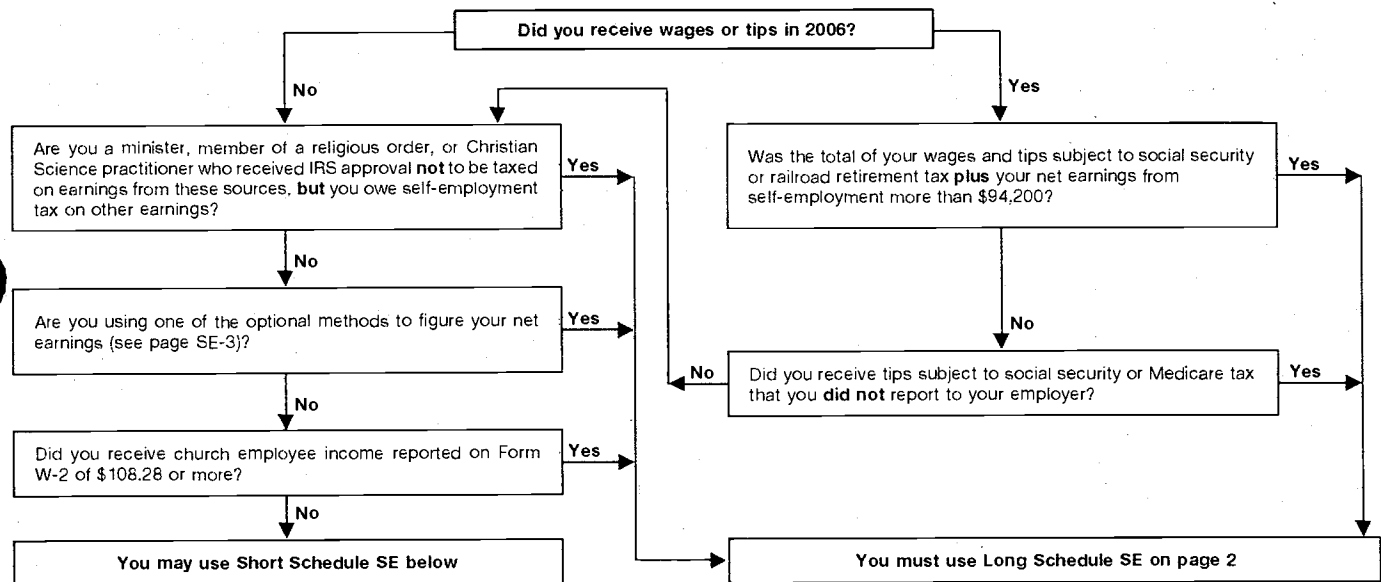 Did you receive wages or tips in 2006?
No
Yes
Are you a minister, member of a religious order, or Christian
Science practitioner who received IRS approval not to be taxed
on earnings from these sources, but you owe self-employment
tax on other earnings?
Yes
Was the total of your wages and tips subject to social security
or railroad retirement tax plus your net earnings from
self-employment more than $94,200?
Yes
No
No
Are you using one of the optional methods to figure your net
earnings (see page SE-3)?
Yes
Did you receive tips subject to social security or Medicare tax
that you did not report to your employer?
No
Yes
No
Did you receive church employee income reported on Form
W-2 of $108.28 or more?
Yes
No
You may use Short Schedule SE below
You must use Long Schedule SE on page 2